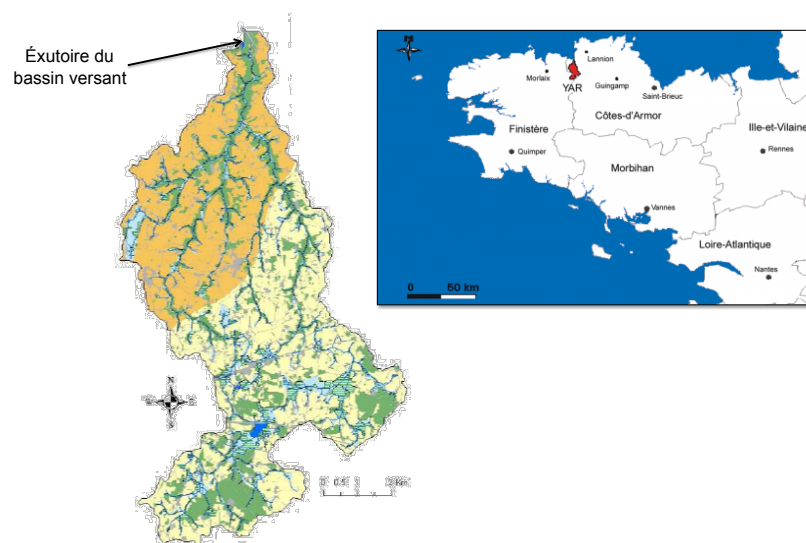 Éxutoire du
bassin versant
N
Lannion
Morlaix
YAR
Guingamp
Saint-Brieuc
Côtes-d'Armor
Ille-et-Vilaine
Finistère
Rennes
Quimper
Morbihan
Vannes
Loire-Atlantique
Nantes
0 50 km
N